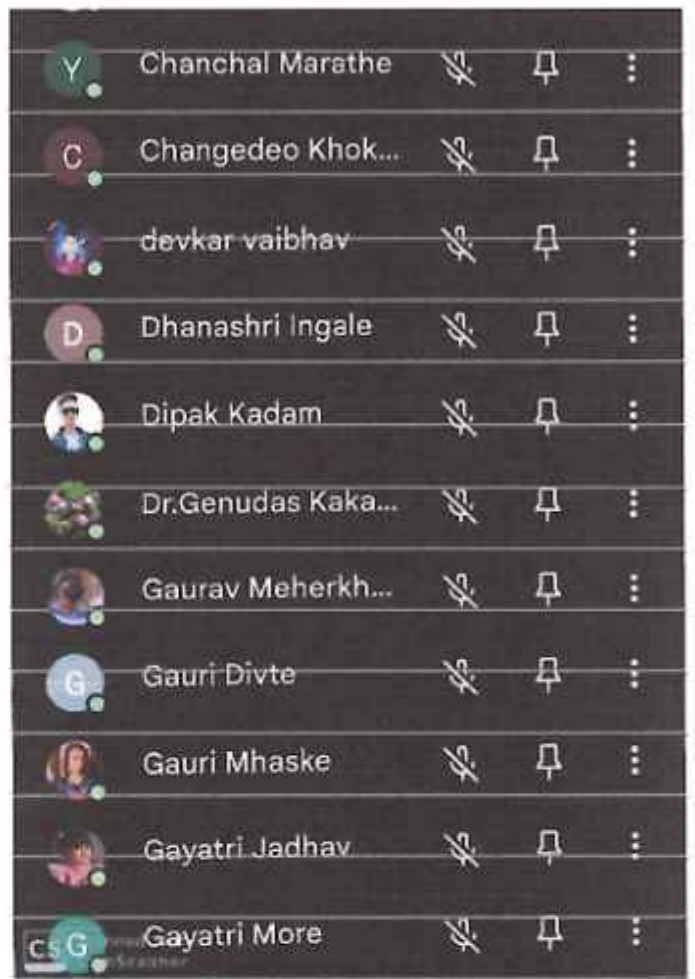 Y Chanchal Marathe
C Changedeo Khok...
devkar vaibhav
D Dhanashri Ingale
Dipak Kadam
Dr.Genudas Kaka...
Gaurav Meherkh...
G Gauri Divte
Gauri Mhaske
Gayatri Jadhav
CS G Gayatri More